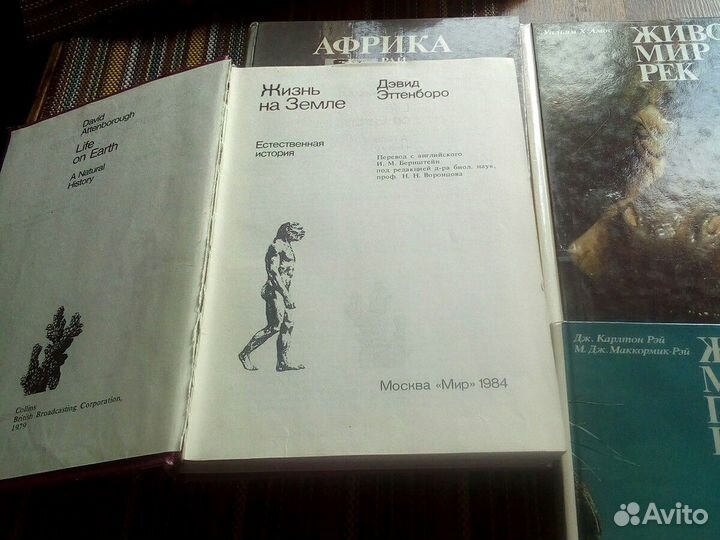 David
Attenborough
Life
on Earth
A Natural
History
Collins
British Broadcasting Corporation,
1979
Жизнь
на Земле
Дэвид
Эттенборо
Естественная
история
Перевод с английского
И. М. Бернштейн
под редакцией д-ра биол. наук,
проф. Н. Н. Воронцова
Москва «Мир» 1984
АФРИКА
РАЙ
Уильям Х. Амос
ЖИВО
МИР
РЕК
Дж. Карлтон Рэй
М. Дж. Маккормик-Рэй
Ж
М
П
Avito